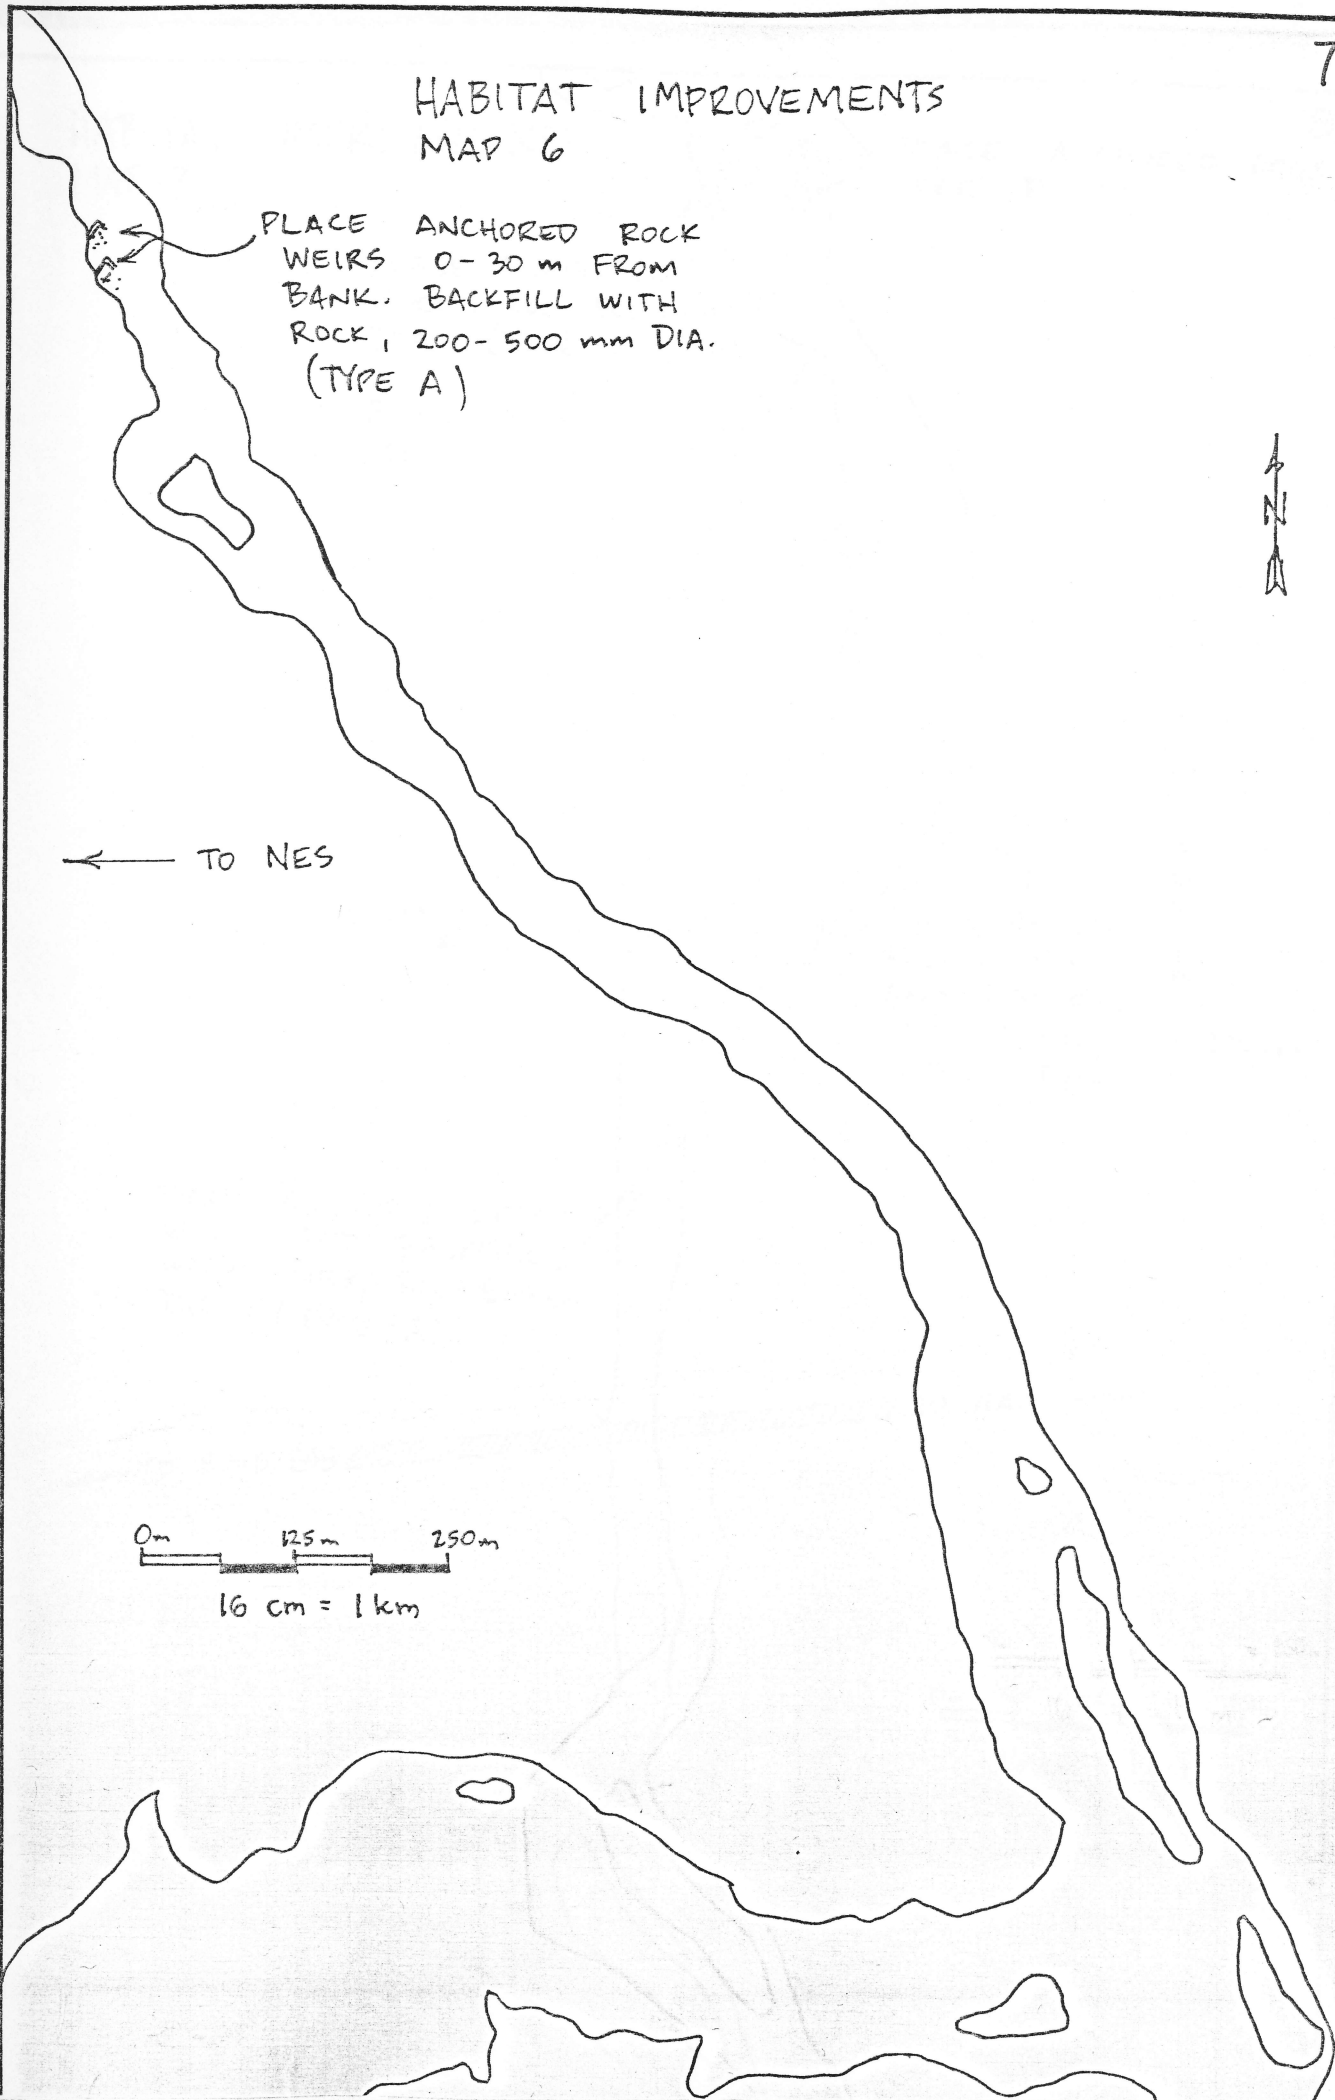 7
HABITAT IMPROVEMENTS
MAP 6
PLACE ANCHORED ROCK
WEIRS 0-30 m FROM
BANK. BACKFILL WITH
ROCK, 200-500 mm DIA.
(TYPE A)
N
TO NES
0m 125m 250m
16 cm = 1 km